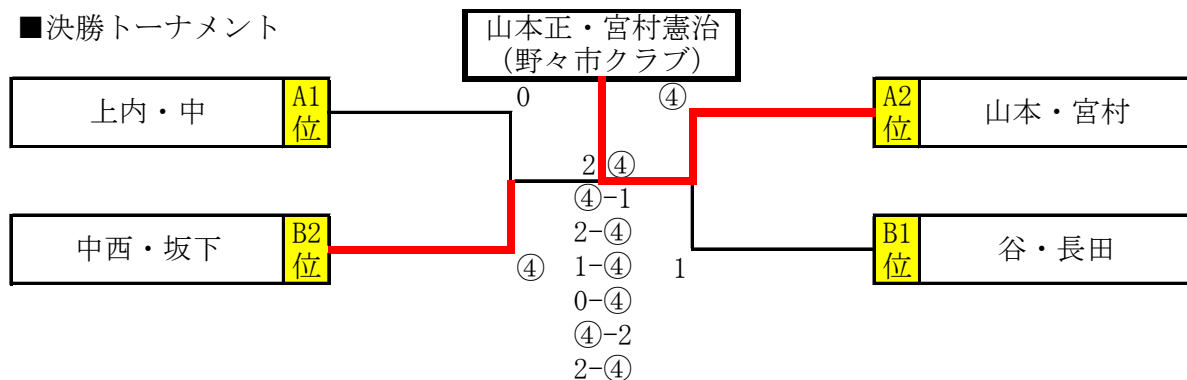 ■決勝トーナメント
山本正・宮村憲治
(野々市クラブ)
上内・中
A1
位
0
④
A2
位
山本・宮村
2 ④
④-1
中西・坂下
B2
位
2-④
B1
位
谷・長田
④
1-④
1
0-④
④-2
2-④